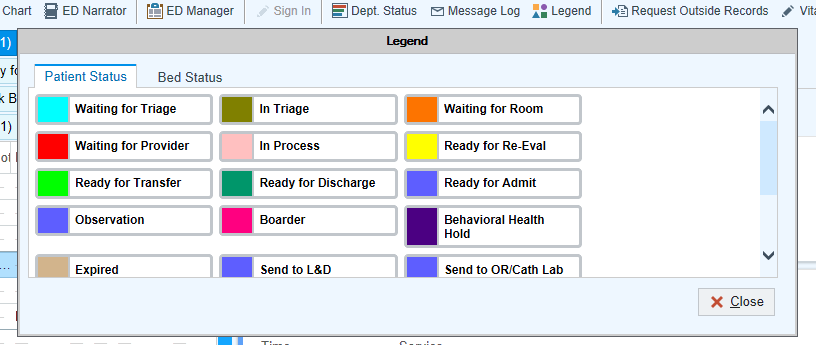 Chart ED Narrator ED Manager Sign In Dept. Status Message Log Legend Request Outside Records
Legend
1)
Patient Status Bed Status
Waiting for Triage In Triage Waiting for Room
1)
Waiting for Provider In Process Ready for Re-Eval
Ready for Transfer Ready for Discharge Ready for Admit
Observation Boarder Behavioral Health
Hold
Expired Send to L&D Send to OR/Cath Lab
Close
Time Service